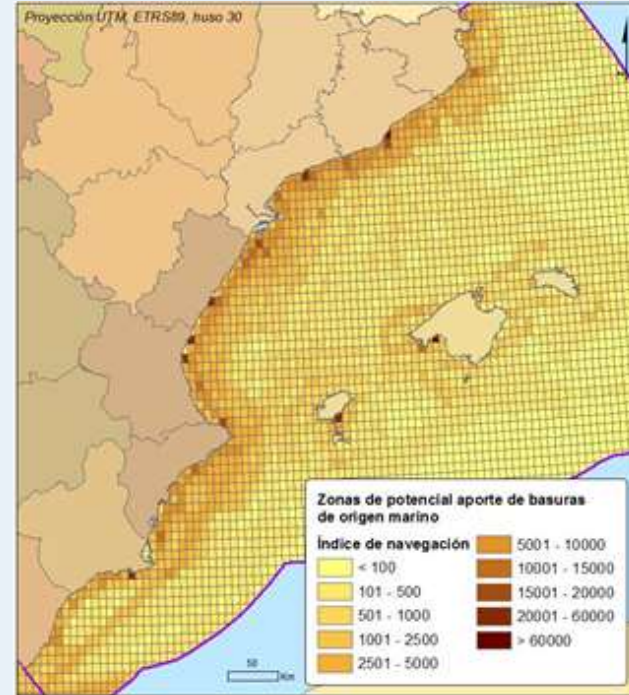 Proyección UTM, ETRS89, huso 30
Zonas de potencial aporte de basuras
de origen marino
Índice de navegación
< 100
101 - 500
501 - 1000
1001 - 2500
2501 - 5000
5001 - 10000
10001 - 15000
15001 - 20000
20001 - 60000
> 60000
50
Km